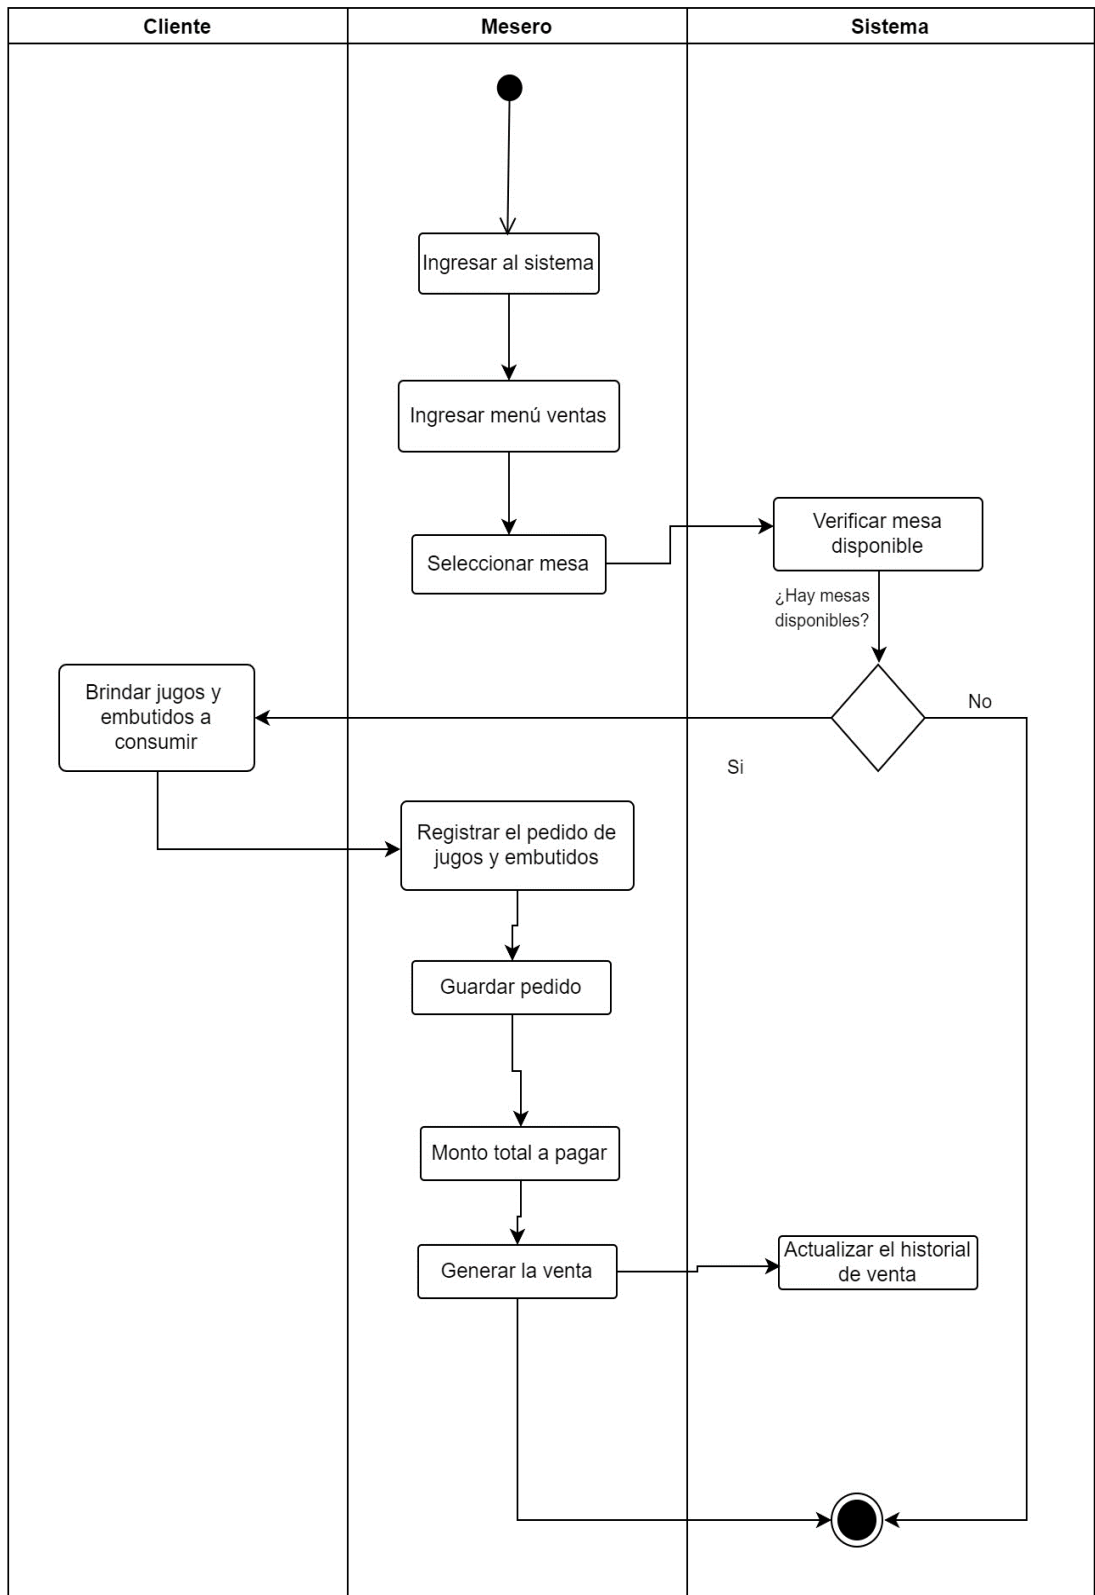 Cliente
Mesero
Sistema
Ingresar al sistema
Ingresar menú ventas
Seleccionar mesa
Verificar mesa
disponible
¿Hay mesas
disponibles?
No
Si
Brindar jugos y
embutidos a
consumir
Registrar el pedido de
jugos y embutidos
Guardar pedido
Monto total a pagar
Generar la venta
Actualizar el historial
de venta